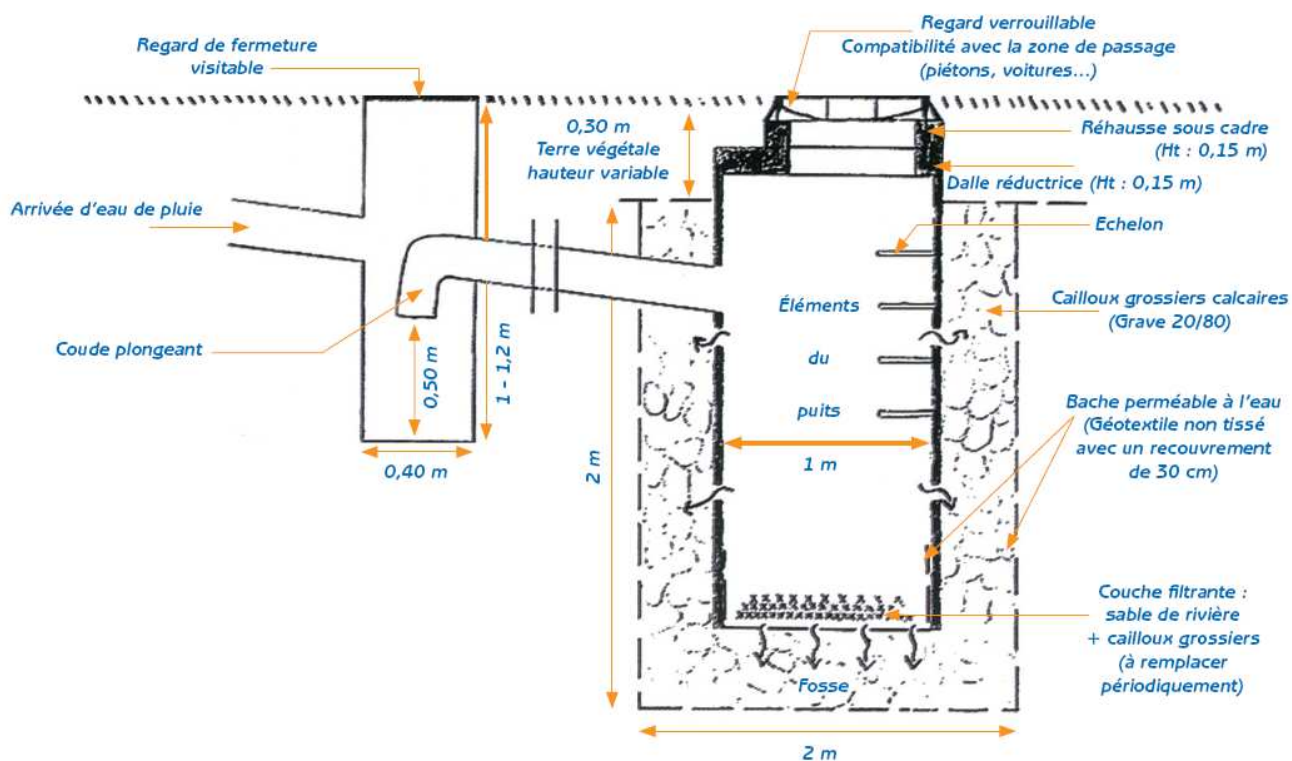 Regard de fermeture
visitable
Regard verrouillable
Compatibilité avec la zone de passage
(piétons, voitures...)
0,30 m
Terre végétale
hauteur variable
Réhausse sous cadre
(Ht : 0,15 m)
Dalle réductrice (Ht : 0,15 m)
Arrivée d'eau de pluie
Echelon
Éléments
du
puits
Cailloux grossiers calcaires
(Grave 20/80)
Coude plongeant
0,50 m
1 - 1,2 m
0,40 m
2 m
1 m
Bache perméable à l'eau
(Géotextile non tissé
avec un recouvrement
de 30 cm)
Couche filtrante :
sable de rivière
+ cailloux grossiers
(à remplacer
périodiquement)
Fosse
2 m